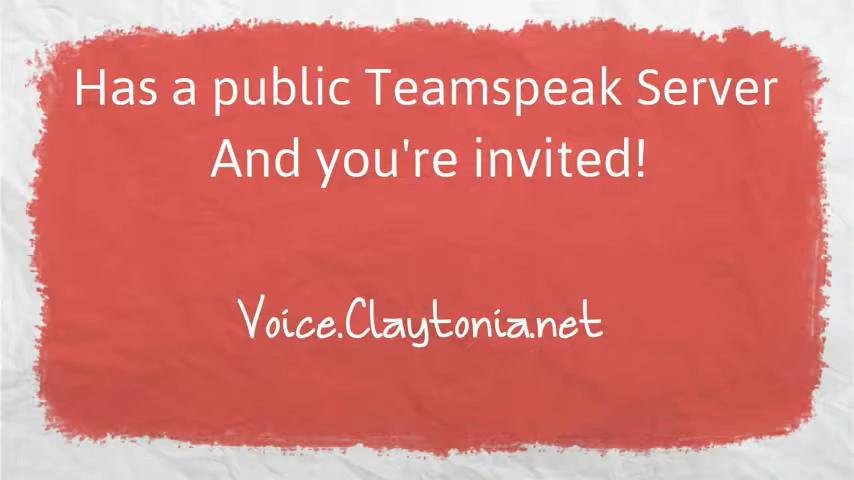 Has a public Teamspeak Server
And you're invited!
Voice.Claytonia.net